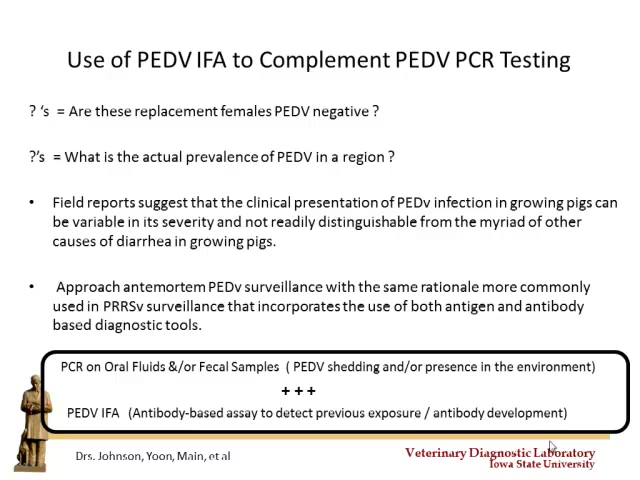 Use of PEDV IFA to Complement PEDV PCR Testing
? 's = Are these replacement females PEDV negative ?
?'s = What is the actual prevalence of PEDV in a region ?
• Field reports suggest that the clinical presentation of PEDv infection in growing pigs can
be variable in its severity and not readily distinguishable from the myriad of other
causes of diarrhea in growing pigs.
• Approach antemortem PEDv surveillance with the same rationale more commonly
used in PRRSv surveillance that incorporates the use of both antigen and antibody
based diagnostic tools.
PCR on Oral Fluids &/or Fecal Samples ( PEDV shedding and/or presence in the environment)
+ + +
PEDV IFA (Antibody-based assay to detect previous exposure / antibody development)
Drs. Johnson, Yoon, Main, et al
Veterinary Diagnostic Laboratory
Iowa State University